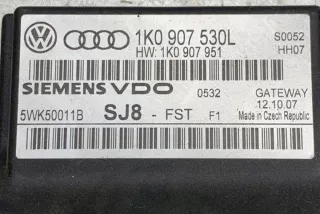 1K0 907 530L S0052
HW: 1K0 907 951 HH07
SIEMENS VDO 0532 GATEWAY
12.10.07
5WK50011B SJ8 - FST F1 Made in Czech Republic